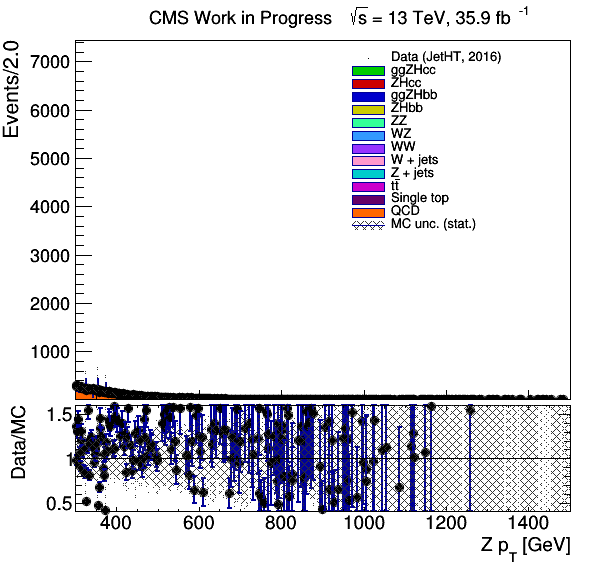 CMS Work in Progress √s = 13 TeV, 35.9 fb⁻¹
Events/2.0
7000
6000
5000
4000
3000
2000
1000
Data (JetHT, 2016)
ggZHcc
ZHcc
ggZHbb
ZHbb
ZZ
WZ
WW
W + jets
Z + jets
tt̄
Single top
QCD
MC unc. (stat.)
Data/MC
1.5
1
0.5
400 600 800 1000 1200 1400
Z p_T [GeV]